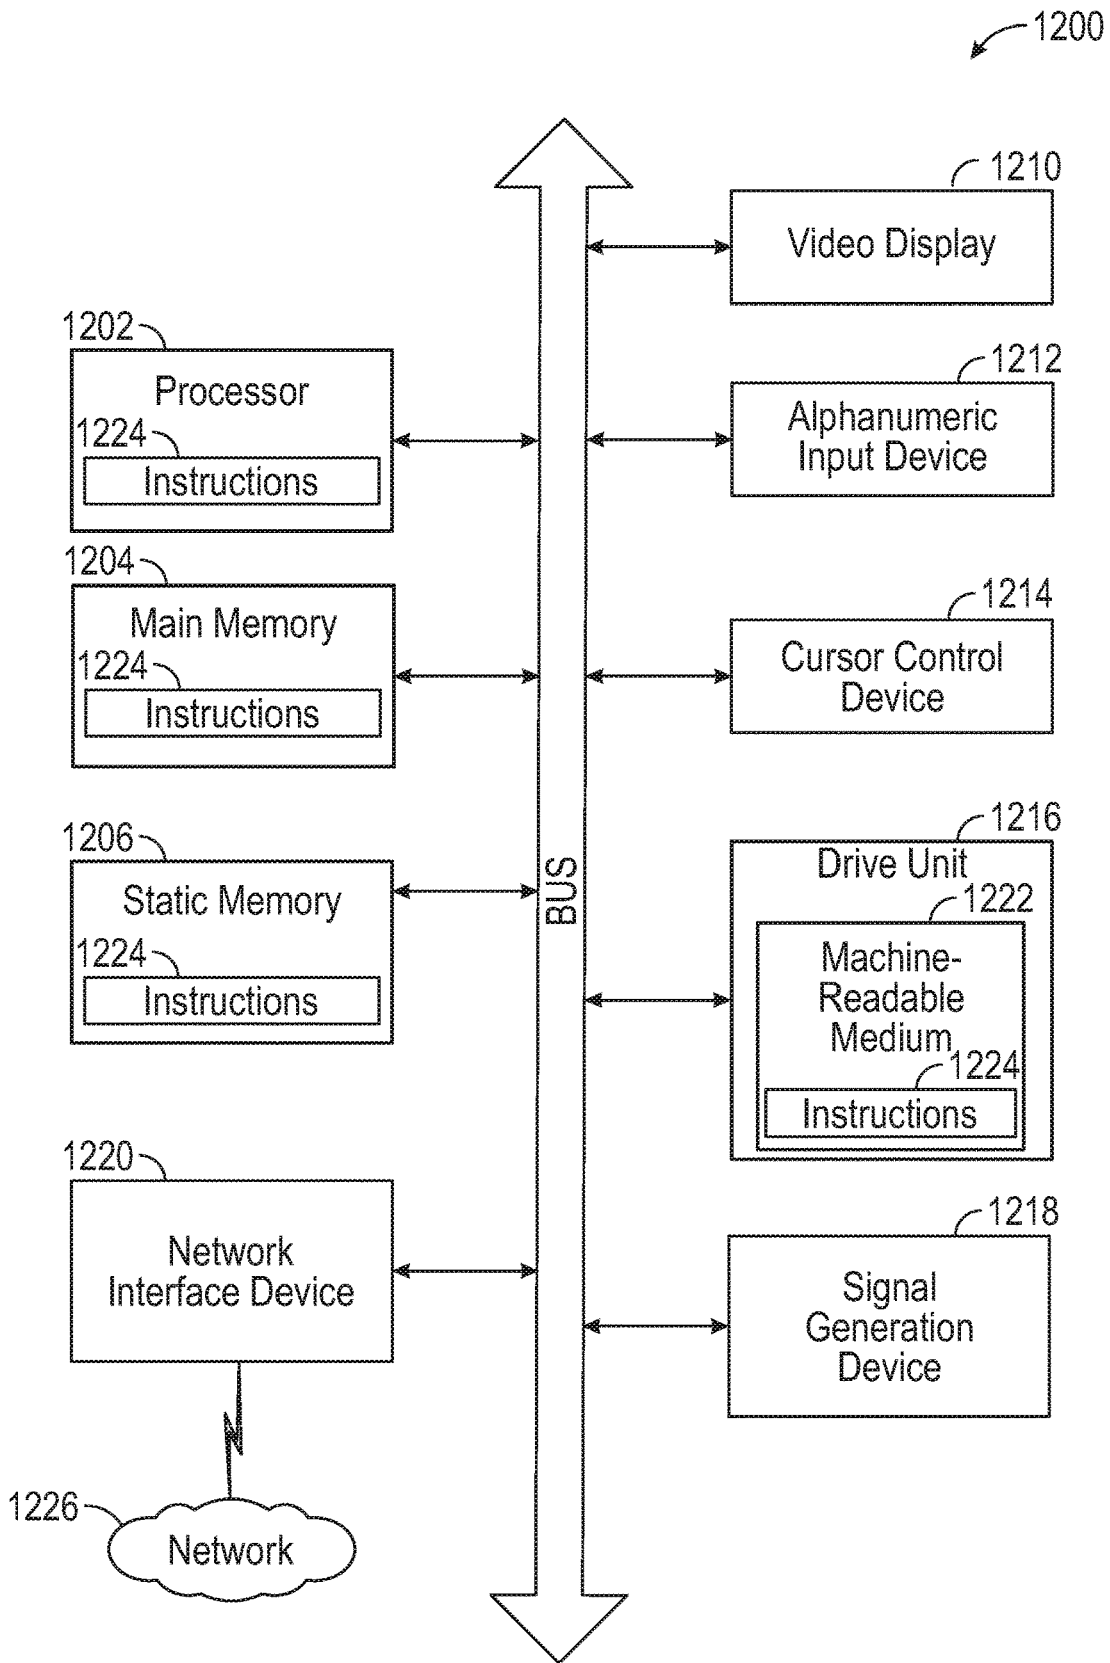 1200
1202
Processor
1224
Instructions
1204
Main Memory
1224
Instructions
1206
Static Memory
1224
Instructions
1220
Network
Interface Device
1226
Network
BUS
1210
Video Display
1212
Alphanumeric
Input Device
1214
Cursor Control
Device
1216
Drive Unit
1222
Machine-
Readable
Medium
1224
Instructions
1218
Signal
Generation
Device